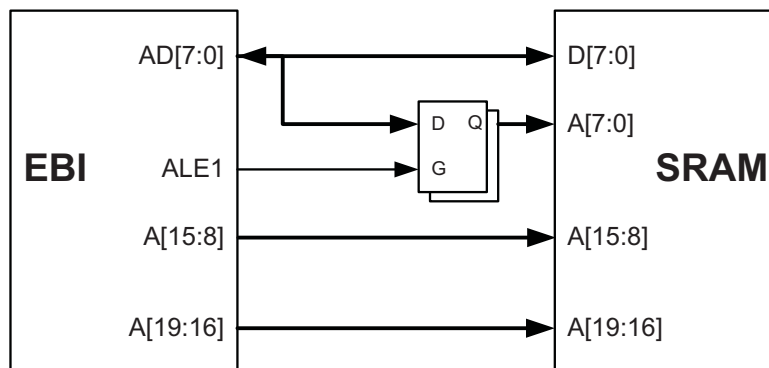 AD[7:0] D[7:0]
D Q A[7:0]
EBI ALE1 G SRAM
A[15:8] A[15:8]
A[19:16] A[19:16]